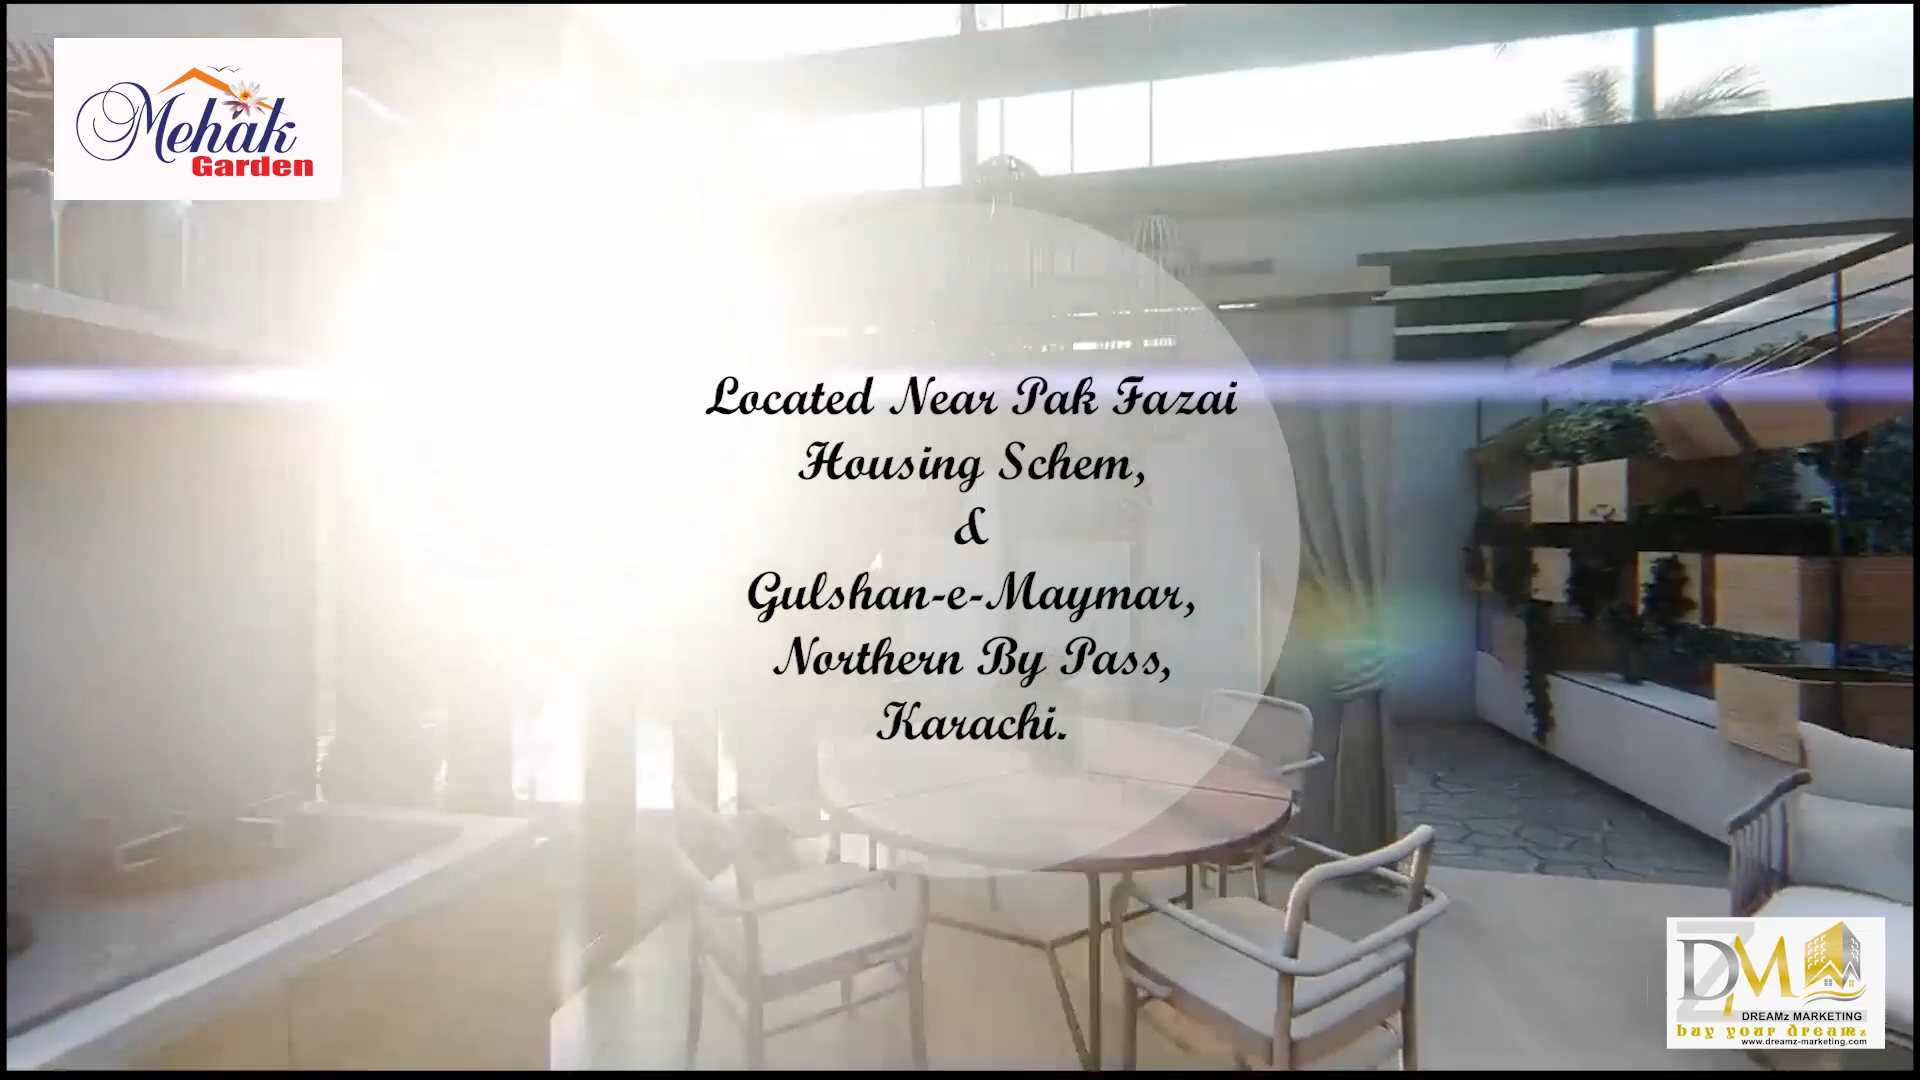 Mehak
Garden
Located Near Pak Fazai
Housing Schem,
&
Gulshan-e-Maymar,
Northern By Pass,
Karachi.
DZM
DREAMz MARKETING
buy your dreamz
www.dreamz-marketing.com